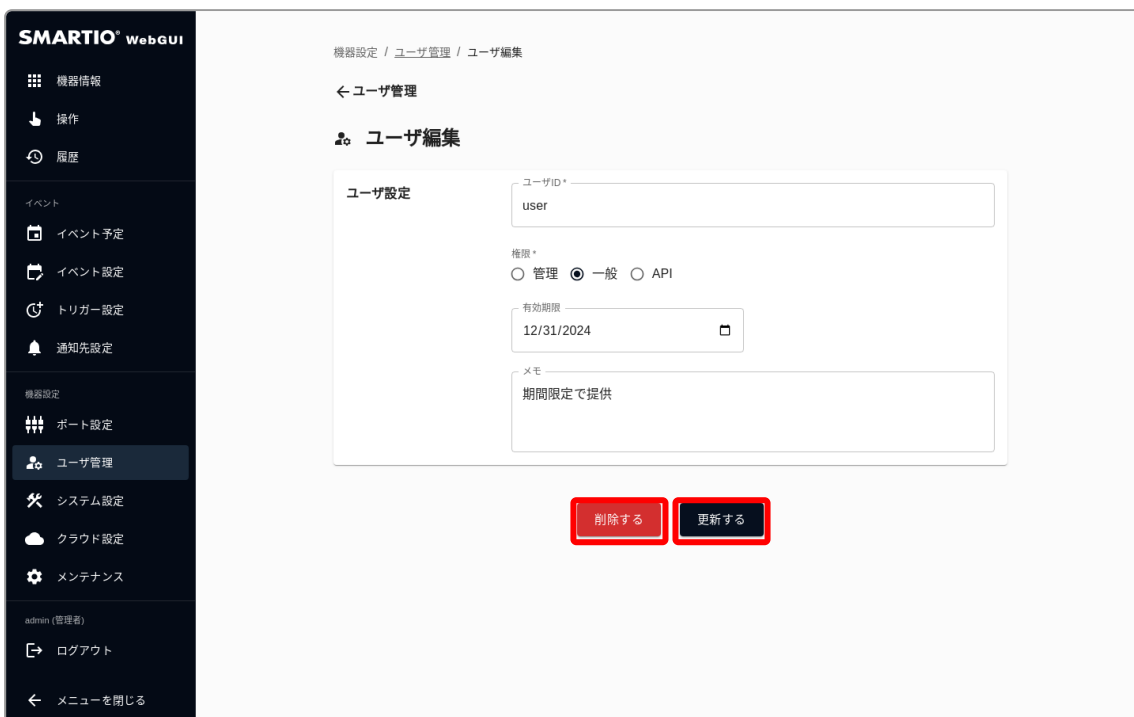 SMARTIO® WebGUI
機器情報
操作
履歴
イベント
イベント予定
イベント設定
トリガー設定
通知先設定
機器設定
ポート設定
ユーザ管理
システム設定
クラウド設定
メンテナンス
admin (管理者)
ログアウト
メニューを閉じる
機器設定 / ユーザ管理 / ユーザ編集
ユーザ管理
ユーザ編集
ユーザ設定
ユーザID *
user
権限 *
管理 一般 API
有効期限
12/31/2024
メモ
期間限定で提供
削除する 更新する